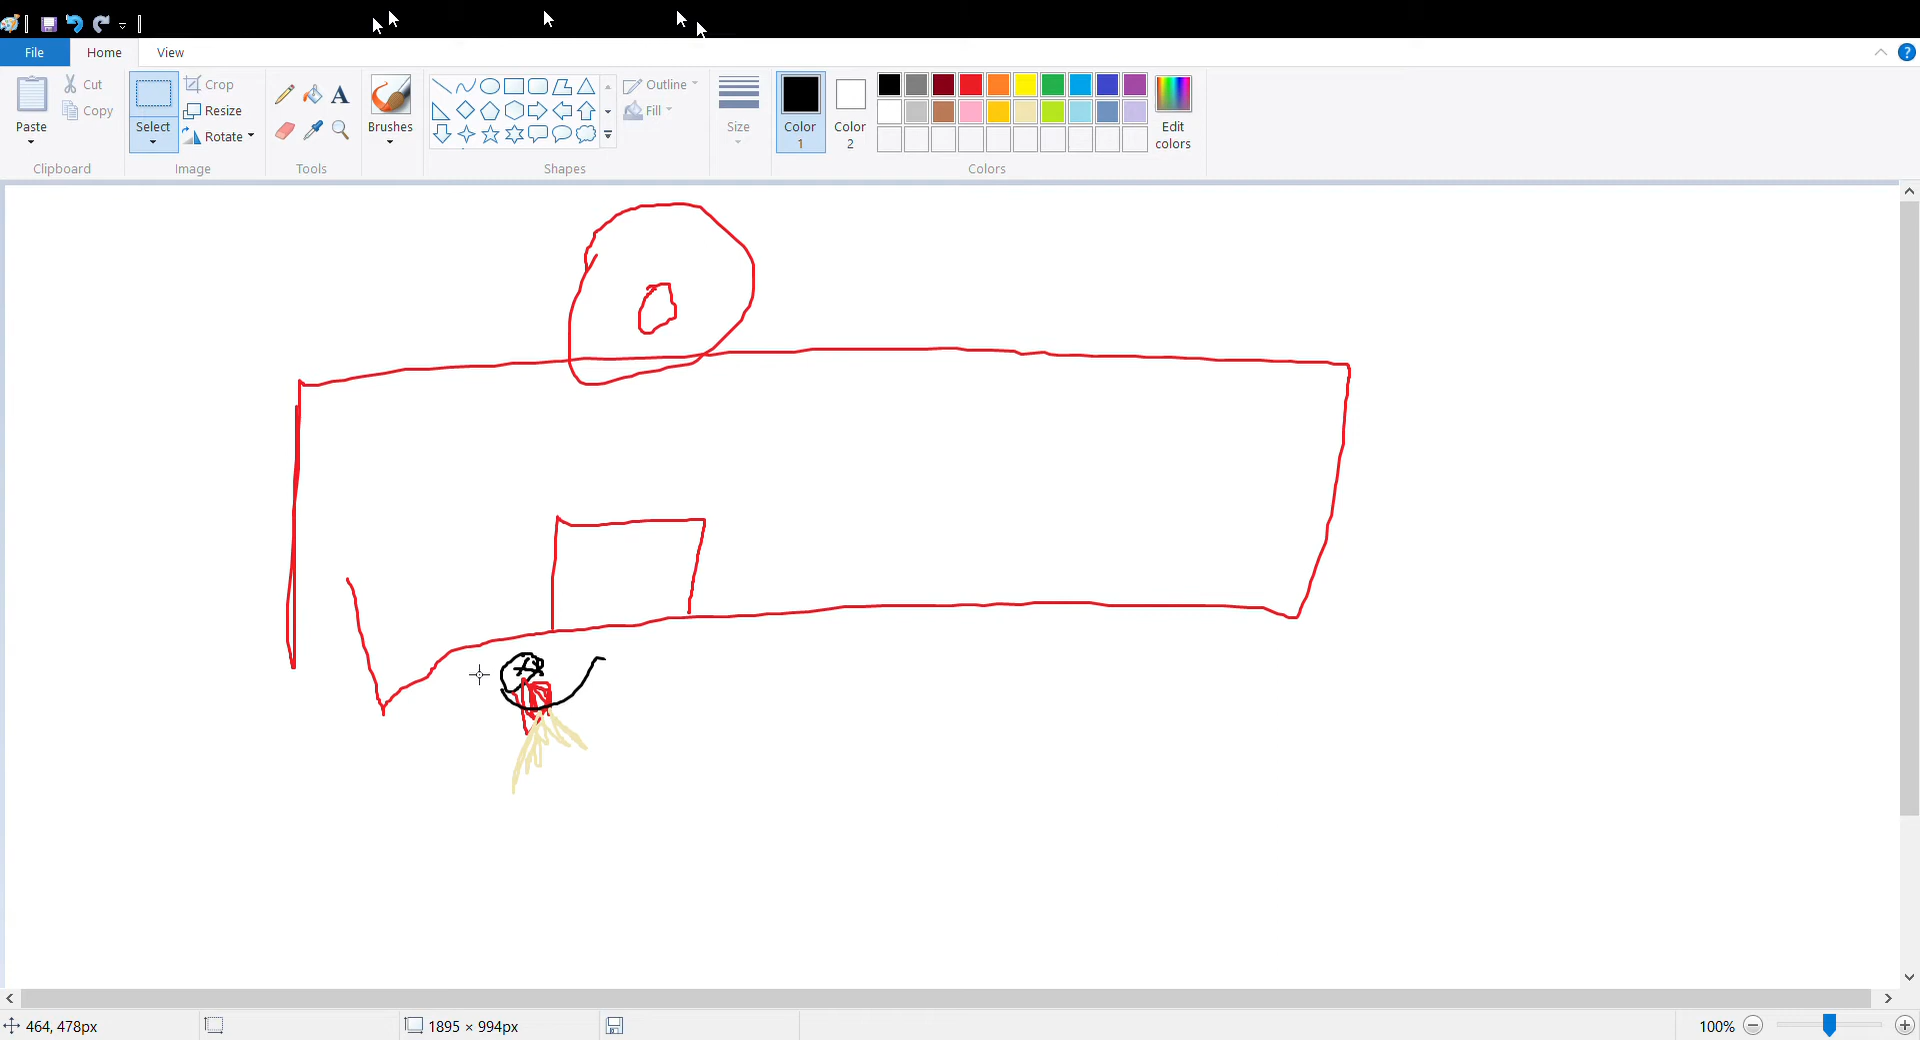 File Home View
Paste Cut Copy Clipboard
Select Crop Resize Rotate Image
Tools
Brushes
Shapes Outline Fill
Size
Color 1 Color 2 Edit colors
Colors
464, 478px 1895 × 994px 100%